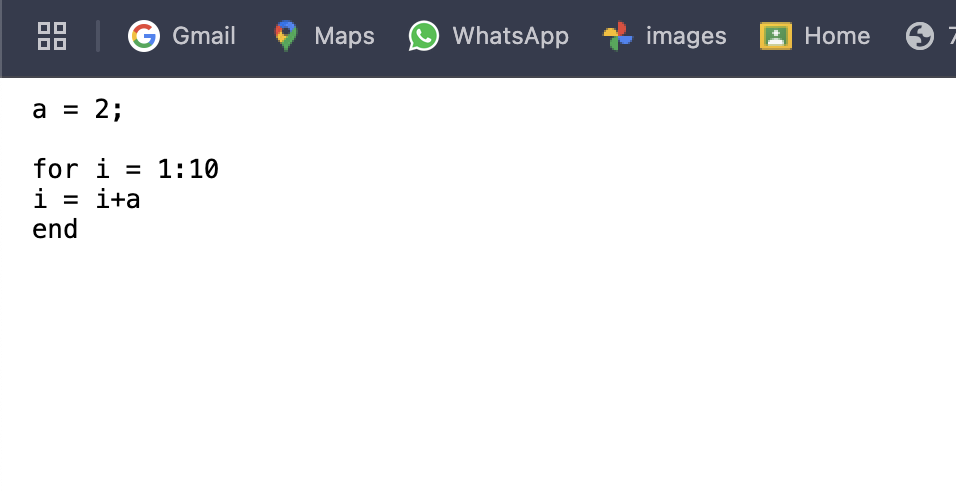 Gmail Maps WhatsApp images Home
a = 2;
for i = 1:10
i = i+a
end